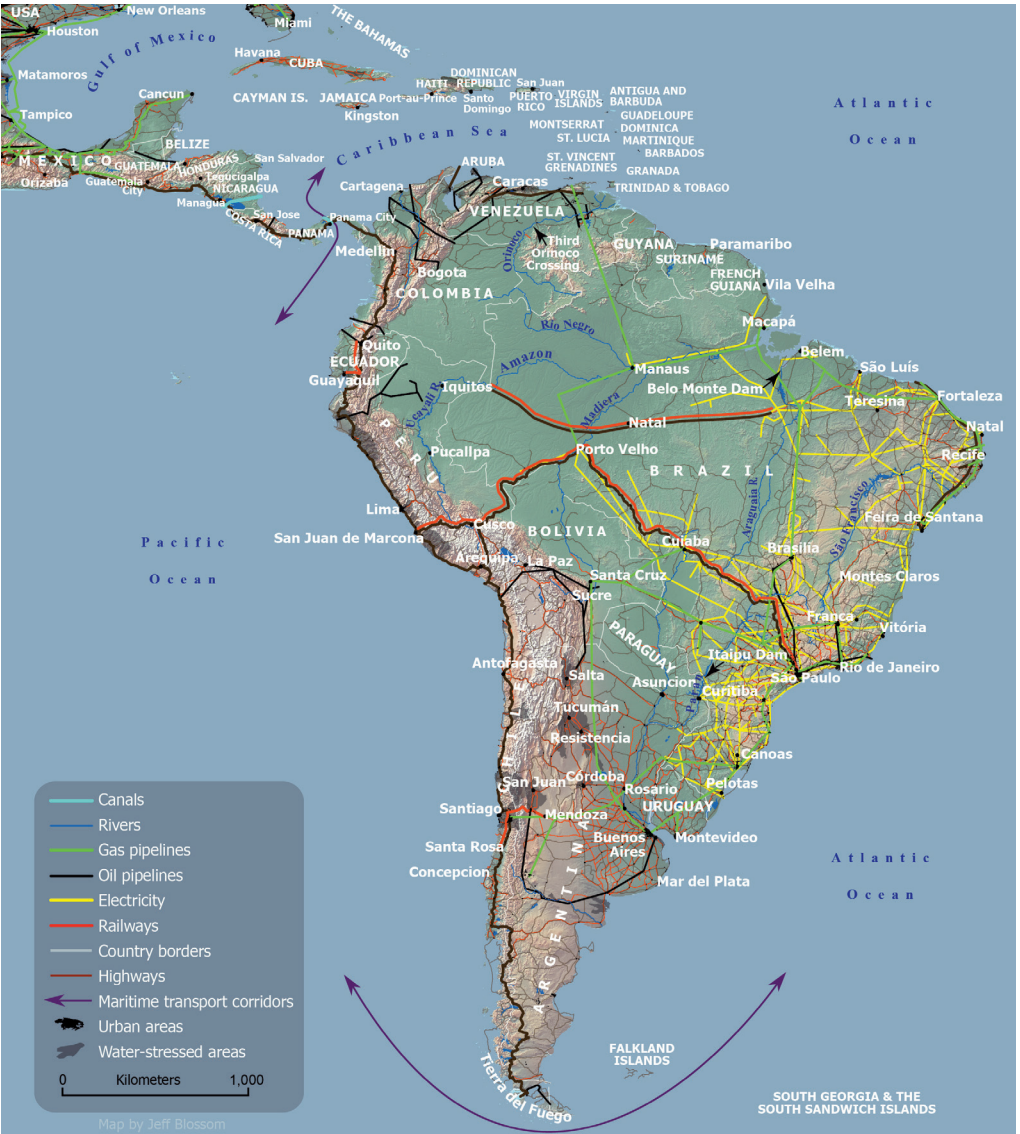 USA
New Orleans
Houston
Miami
THE BAHAMAS
Gulf of Mexico
Matamoros
Havana
CUBA
Cancun
Tampico
CAYMAN IS.
JAMAICA
Kingston
HAITI
Port-au-Prince
DOMINICAN
REPUBLIC
Santo
Domingo
San Juan
PUERTO
RICO
VIRGIN
ISLANDS
ANTIGUA AND
BARBUDA
GUADELOUPE
MONTSERRAT
DOMINICA
ST. LUCIA
MARTINIQUE
BARBADOS
ST. VINCENT
GRENADINES
GRANADA
TRINIDAD & TOBAGO
Atlantic
Ocean
Caribbean Sea
MEXICO
Orizaba
BELIZE
GUATEMALA
Guatemala
City
HONDURAS
San Salvador
Tegucigalpa
NICARAGUA
Managua
COSTA RICA
San Jose
PANAMA
Panama City
ARUBA
Cartagena
Caracas
VENEZUELA
Medellin
Orinoco
Third
Orinoco
Crossing
GUYANA
SURINAME
Paramaribo
FRENCH
GUIANA
Vila Velha
Bogota
COLOMBIA
Rio Negro
Macapá
Quito
ECUADOR
Guayaquil
Amazon
Manaus
Belem
Belo Monte Dam
São Luís
Iquitos
Ucayali R.
Madiera
Natal
Teresina
Fortaleza
Natal
Recife
PERU
Pucallpa
Porto Velho
BRAZIL
Araguaia R.
São Francisco
Lima
Cusco
BOLIVIA
Feira de Santana
San Juan de Marcona
Cuiaba
Brasília
Arequipa
La Paz
Santa Cruz
Montes Claros
Pacific
Ocean
Sucre
PARAGUAY
Franca
Vitória
Itaipu Dam
Antofagasta
Salta
Asuncion
Curitiba
São Paulo
Rio de Janeiro
CHILE
Tucumán
Resistencia
Canoas
San Juan
Córdoba
Rosario
Pelotas
Santiago
Mendoza
URUGUAY
Santa Rosa
Buenos
Aires
Montevideo
Concepcion
ARGENTINA
Mar del Plata
Atlantic
Ocean
FALKLAND
ISLANDS
Tierra del Fuego
SOUTH GEORGIA & THE
SOUTH SANDWICH ISLANDS
Canals
Rivers
Gas pipelines
Oil pipelines
Electricity
Railways
Country borders
Highways
Maritime transport corridors
Urban areas
Water-stressed areas
0 Kilometers 1,000
Map by Jeff Blossom